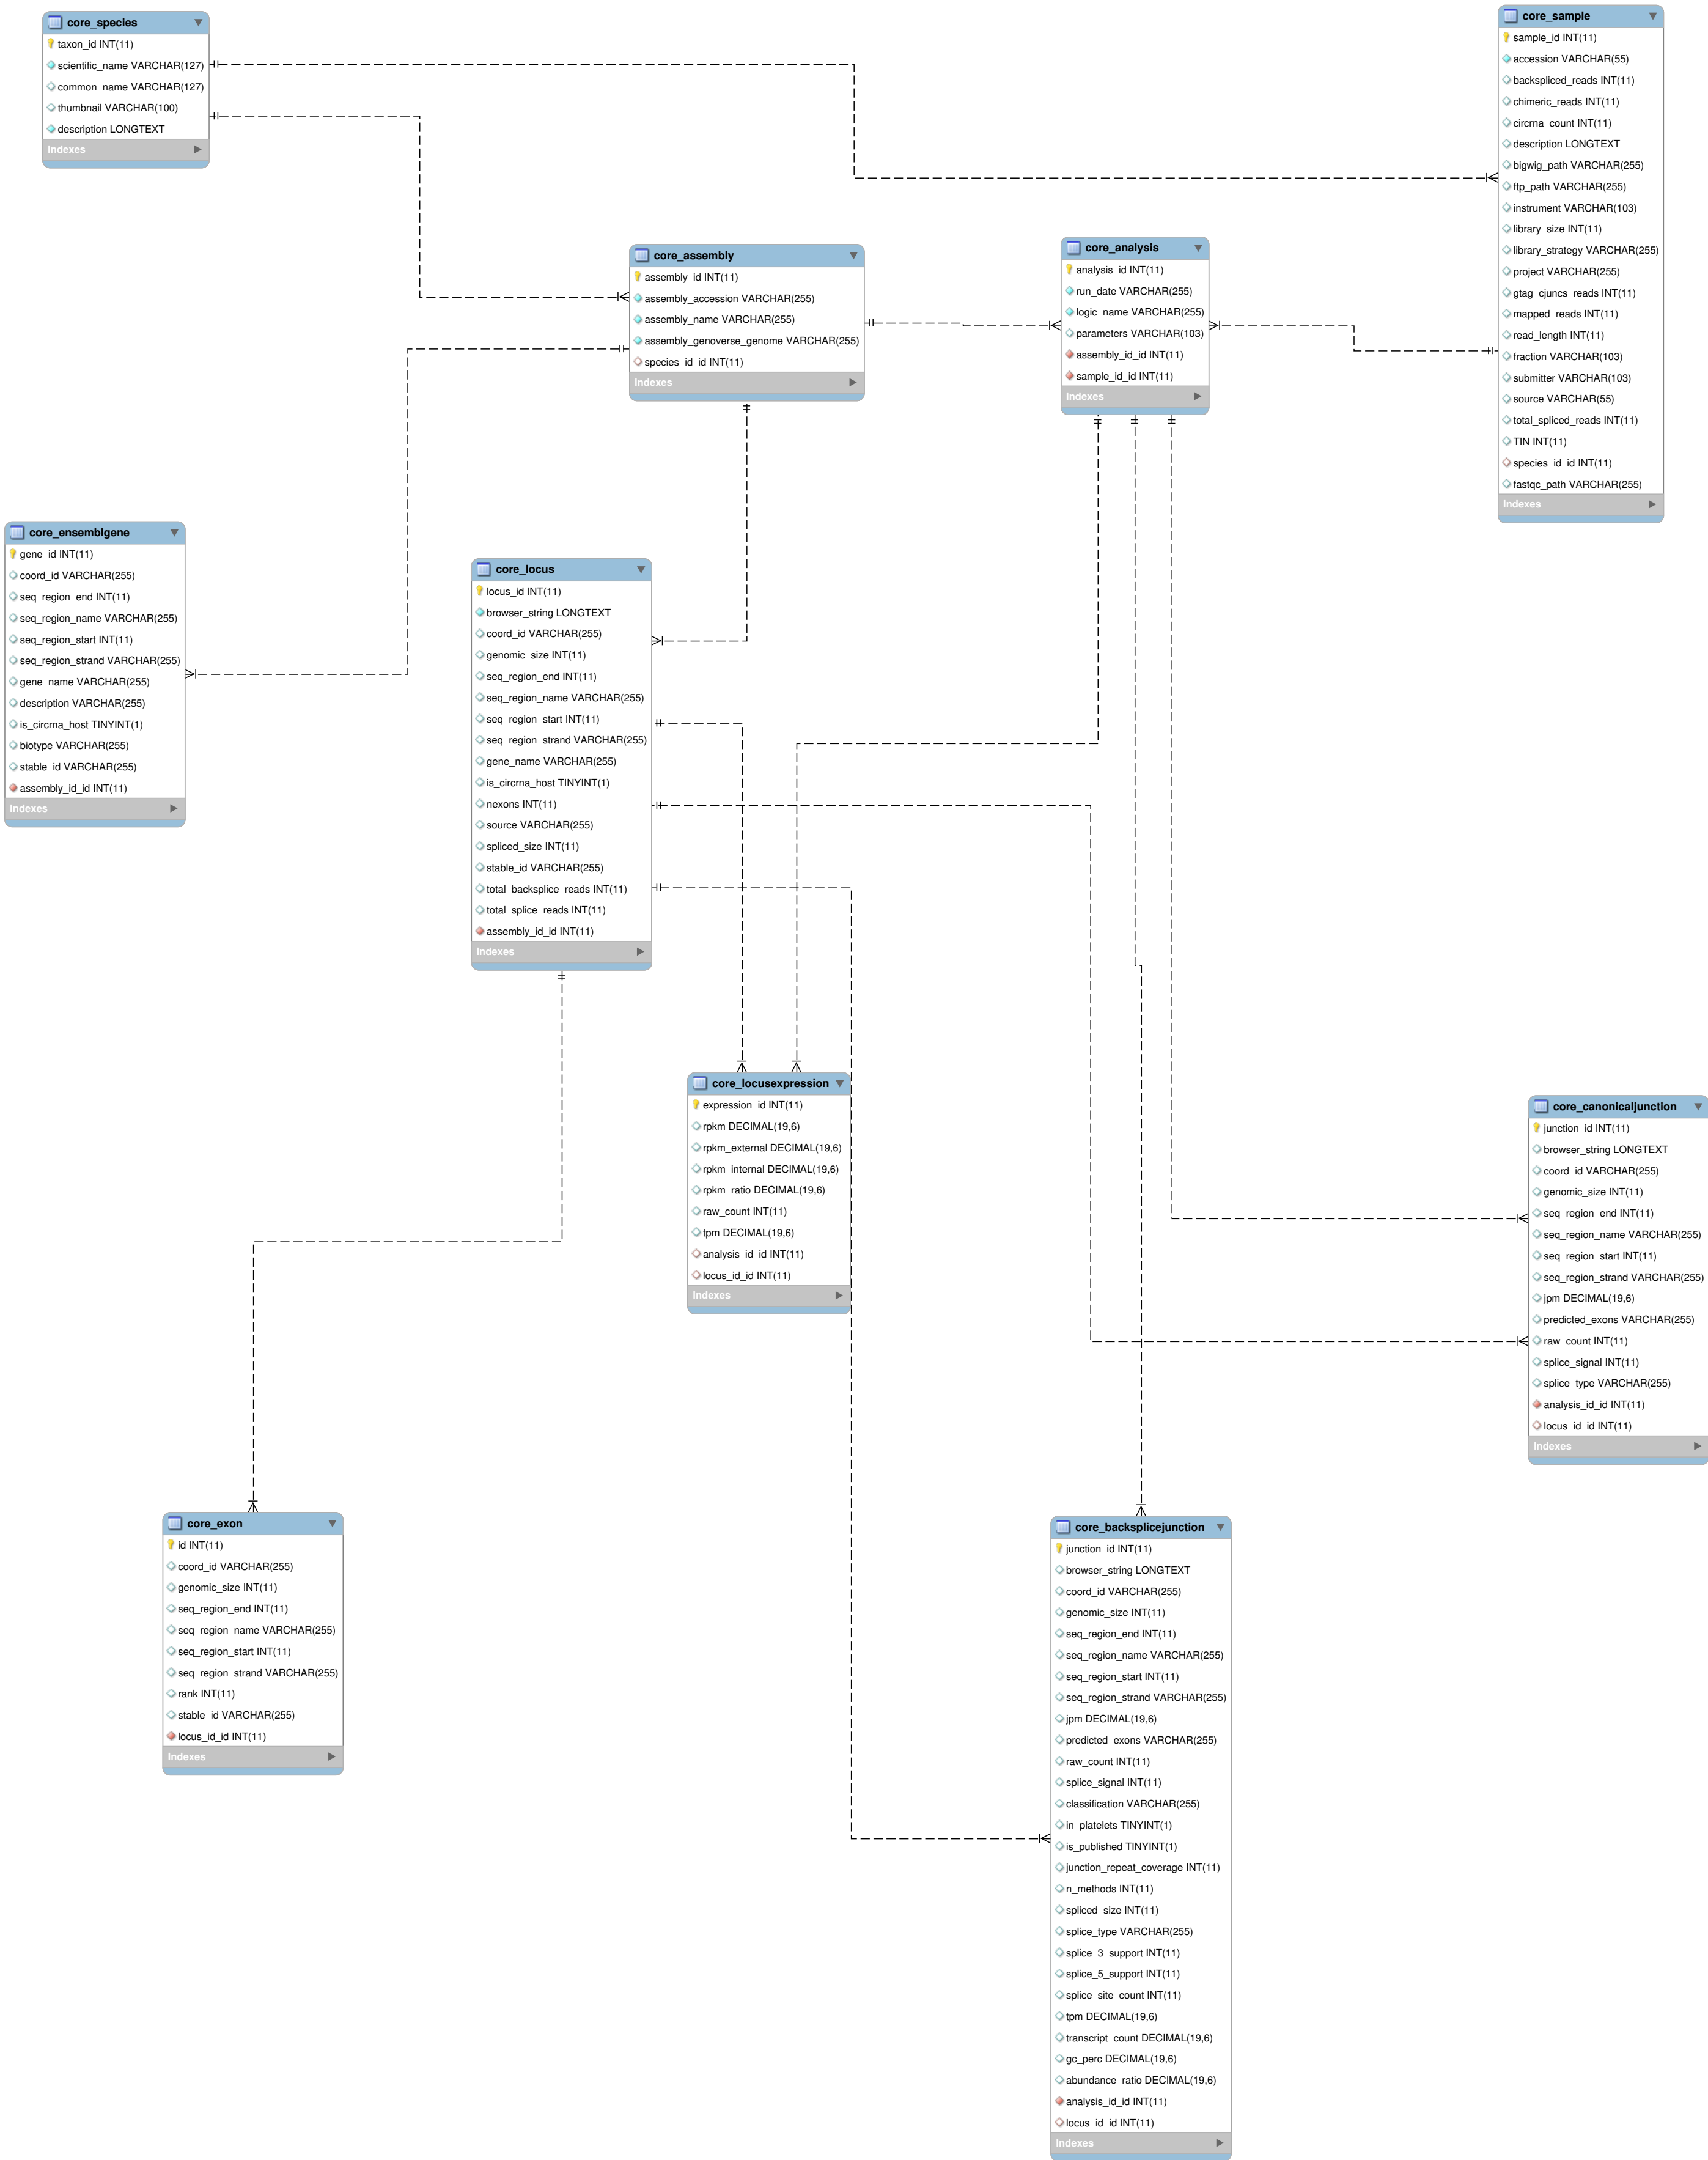 core_species
taxon_id INT(11)
scientific_name VARCHAR(127)
common_name VARCHAR(127)
thumbnail VARCHAR(100)
description LONGTEXT
Indexes
core_sample
sample_id INT(11)
accession VARCHAR(55)
backspliced_reads INT(11)
chimeric_reads INT(11)
circrna_count INT(11)
description LONGTEXT
bigwig_path VARCHAR(255)
ftp_path VARCHAR(255)
instrument VARCHAR(103)
library_size INT(11)
library_strategy VARCHAR(255)
project VARCHAR(255)
gtag_cjuncs_reads INT(11)
mapped_reads INT(11)
read_length INT(11)
fraction VARCHAR(103)
submitter VARCHAR(103)
source VARCHAR(55)
total_spliced_reads INT(11)
TIN INT(11)
species_id_id INT(11)
fastqc_path VARCHAR(255)
Indexes
core_assembly
assembly_id INT(11)
assembly_accession VARCHAR(255)
assembly_name VARCHAR(255)
assembly_genoverse_genome VARCHAR(255)
species_id_id INT(11)
Indexes
core_analysis
analysis_id INT(11)
run_date VARCHAR(255)
logic_name VARCHAR(255)
parameters VARCHAR(103)
assembly_id_id INT(11)
sample_id_id INT(11)
Indexes
core_ensemblgene
gene_id INT(11)
coord_id VARCHAR(255)
seq_region_end INT(11)
seq_region_name VARCHAR(255)
seq_region_start INT(11)
seq_region_strand VARCHAR(255)
gene_name VARCHAR(255)
description VARCHAR(255)
is_circrna_host TINYINT(1)
biotype VARCHAR(255)
stable_id VARCHAR(255)
assembly_id_id INT(11)
Indexes
core_locus
locus_id INT(11)
browser_string LONGTEXT
coord_id VARCHAR(255)
genomic_size INT(11)
seq_region_end INT(11)
seq_region_name VARCHAR(255)
seq_region_start INT(11)
seq_region_strand VARCHAR(255)
gene_name VARCHAR(255)
is_circrna_host TINYINT(1)
nexons INT(11)
source VARCHAR(255)
spliced_size INT(11)
stable_id VARCHAR(255)
total_backsplice_reads INT(11)
total_splice_reads INT(11)
assembly_id_id INT(11)
Indexes
core_locusexpression
expression_id INT(11)
rpkm DECIMAL(19,6)
rpkm_external DECIMAL(19,6)
rpkm_internal DECIMAL(19,6)
rpkm_ratio DECIMAL(19,6)
raw_count INT(11)
tpm DECIMAL(19,6)
analysis_id_id INT(11)
locus_id_id INT(11)
Indexes
core_canonicaljunction
junction_id INT(11)
browser_string LONGTEXT
coord_id VARCHAR(255)
genomic_size INT(11)
seq_region_end INT(11)
seq_region_name VARCHAR(255)
seq_region_start INT(11)
seq_region_strand VARCHAR(255)
jpm DECIMAL(19,6)
predicted_exons VARCHAR(255)
raw_count INT(11)
splice_signal INT(11)
splice_type VARCHAR(255)
analysis_id_id INT(11)
locus_id_id INT(11)
Indexes
core_exon
id INT(11)
coord_id VARCHAR(255)
genomic_size INT(11)
seq_region_end INT(11)
seq_region_name VARCHAR(255)
seq_region_start INT(11)
seq_region_strand VARCHAR(255)
rank INT(11)
stable_id VARCHAR(255)
locus_id_id INT(11)
Indexes
core_backsplicejunction
junction_id INT(11)
browser_string LONGTEXT
coord_id VARCHAR(255)
genomic_size INT(11)
seq_region_end INT(11)
seq_region_name VARCHAR(255)
seq_region_start INT(11)
seq_region_strand VARCHAR(255)
jpm DECIMAL(19,6)
predicted_exons VARCHAR(255)
raw_count INT(11)
splice_signal INT(11)
classification VARCHAR(255)
in_platelets TINYINT(1)
is_published TINYINT(1)
junction_repeat_coverage INT(11)
n_methods INT(11)
spliced_size INT(11)
splice_type VARCHAR(255)
splice_3_support INT(11)
splice_5_support INT(11)
splice_site_count INT(11)
tpm DECIMAL(19,6)
transcript_count DECIMAL(19,6)
gc_perc DECIMAL(19,6)
abundance_ratio DECIMAL(19,6)
analysis_id_id INT(11)
locus_id_id INT(11)
Indexes